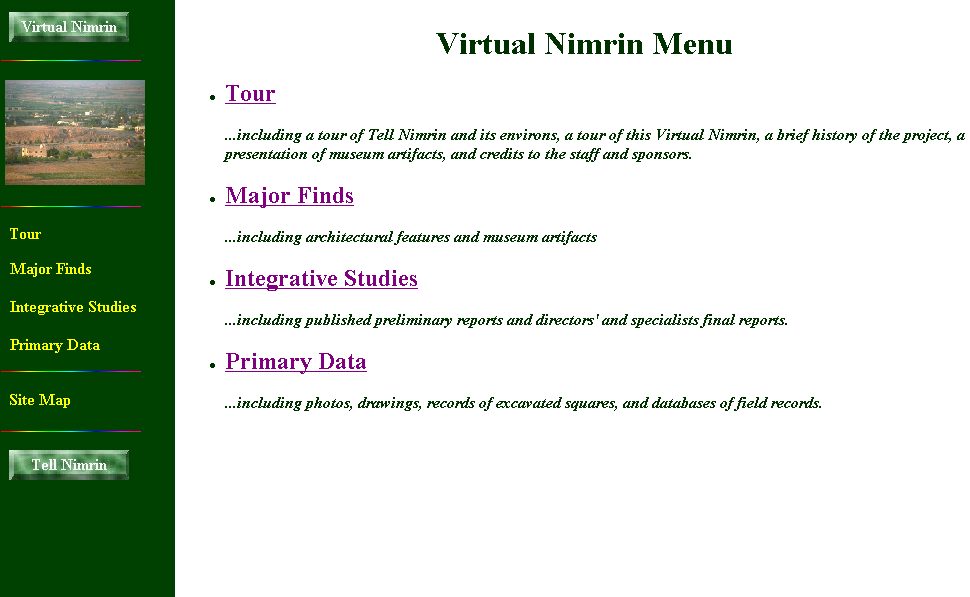 Virtual Nimrin
Tour
Major Finds
Integrative Studies
Primary Data
Site Map
Tell Nimrin
Virtual Nimrin Menu
Tour
...including a tour of Tell Nimrin and its environs, a tour of this Virtual Nimrin, a brief history of the project, a
presentation of museum artifacts, and credits to the staff and sponsors.
Major Finds
...including architectural features and museum artifacts
Integrative Studies
...including published preliminary reports and directors' and specialists final reports.
Primary Data
...including photos, drawings, records of excavated squares, and databases of field records.